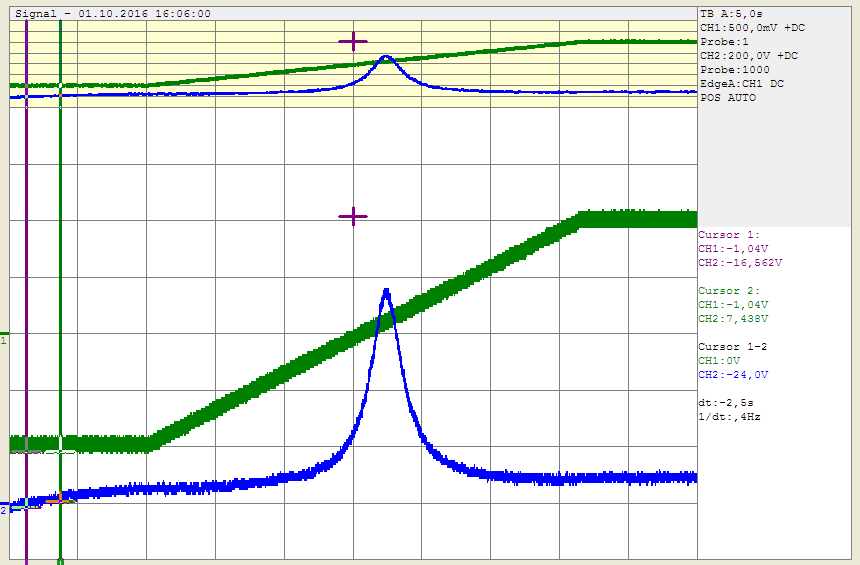 Signal - 01.10.2016 16:06:00
TB A:5,0s
CH1:500,0mV +DC
Probe:1
CH2:200,0V +DC
Probe:1000
EdgeA:CH1 DC
POS AUTO
Cursor 1:
CH1:-1,04V
CH2:-16,562V
Cursor 2:
CH1:-1,04V
CH2:7,438V
Cursor 1-2
CH1:0V
CH2:-24,0V
dt:-2,5s
1/dt:,4Hz
1
2